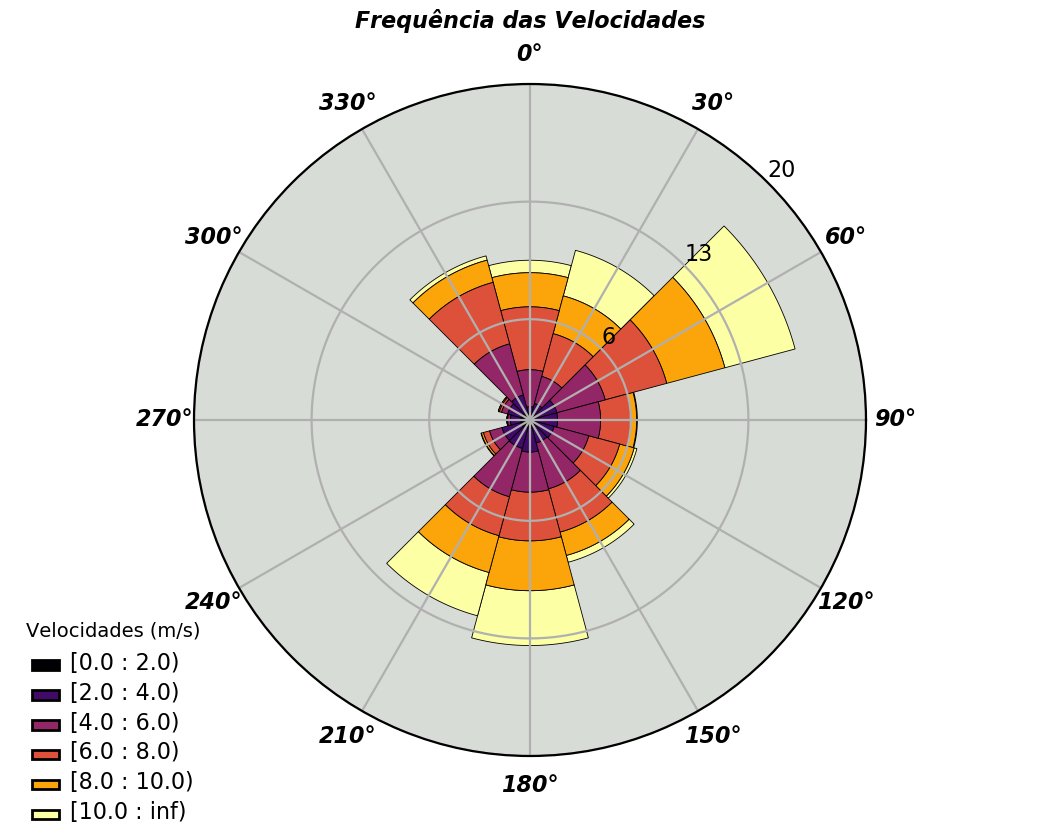 Frequência das Velocidades
0°
330°
30°
20
300°
60°
13
6
270°
90°
240°
120°
210°
150°
180°
Velocidades (m/s)
[0.0 : 2.0)
[2.0 : 4.0)
[4.0 : 6.0)
[6.0 : 8.0)
[8.0 : 10.0)
[10.0 : inf)